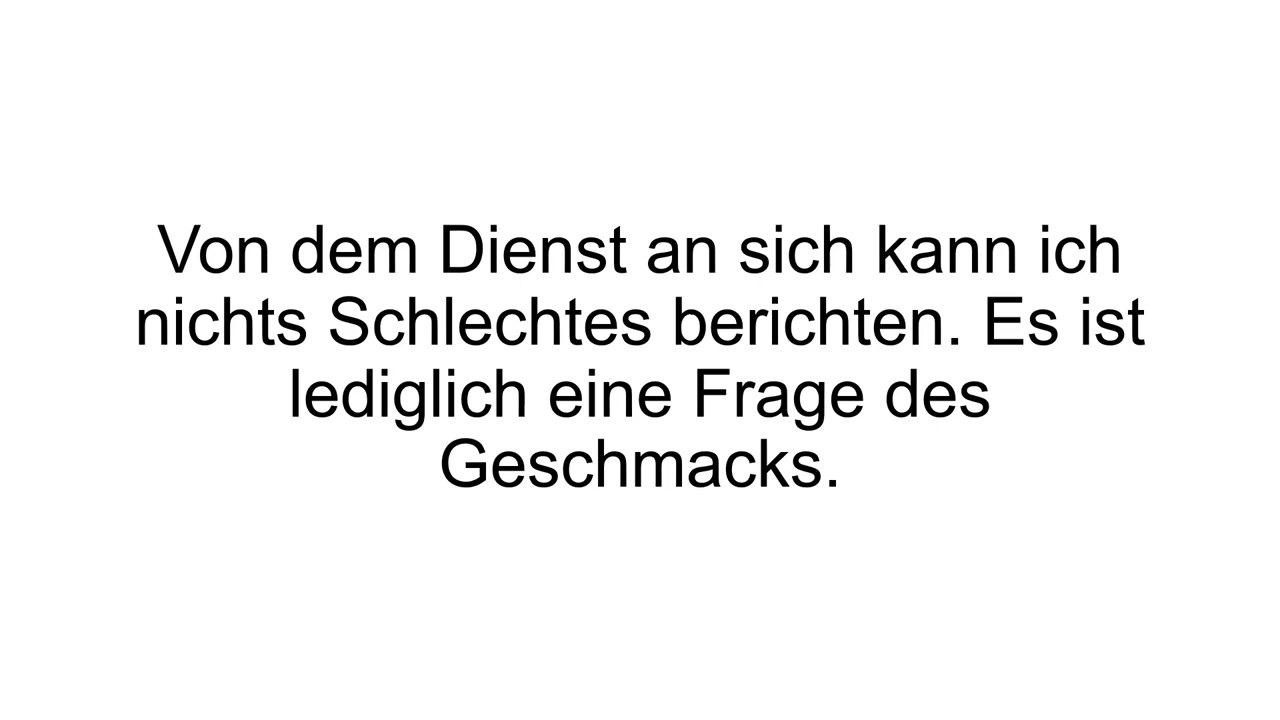 Von dem Dienst an sich kann ich
nichts Schlechtes berichten. Es ist
lediglich eine Frage des
Geschmacks.